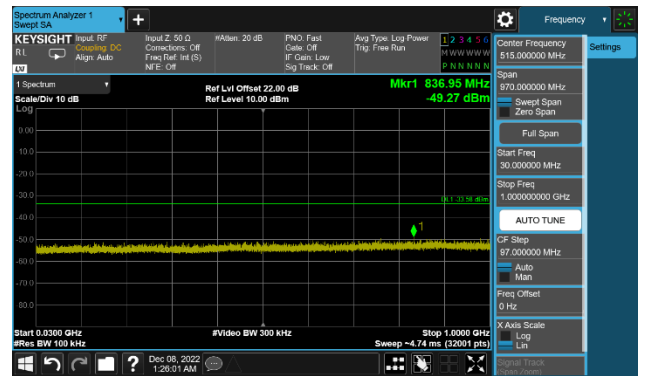 Spectrum Analyzer 1
Swept SA
Frequency
KEYSIGHT
R L
LXI
Input: RF
Coupling: DC
Align: Auto
Input Z: 50 Ω
Corrections: Off
Freq Ref: Int (S)
NFE: Off
#Atten: 20 dB
PNO: Fast
Gate: Off
IF Gain: Low
Sig Track: Off
Avg Type: Log-Power
Trig: Free Run
1 2 3 4 5 6
M W W W W W
P N N N N N
1 Spectrum
Scale/Div 10 dB
Log
Ref Lvl Offset 22.00 dB
Ref Level 10.00 dBm
Mkr1 836.95 MHz
-49.27 dBm
0.00
-10.0
-20.0
-30.0
-40.0
-50.0
-60.0
-70.0
-80.0
1
Start 0.0300 GHz
#Res BW 100 kHz
#Video BW 300 kHz
Stop 1.0000 GHz
Sweep ~4.74 ms (32001 pts)
Center Frequency
515.000000 MHz
Settings
Span
970.000000 MHz
Swept Span
Zero Span
Full Span
Start Freq
30.000000 MHz
Stop Freq
1.000000000 GHz
AUTO TUNE
CF Step
97.000000 MHz
Auto
Man
Freq Offset
0 Hz
X Axis Scale
Log
Lin
Signal Track
(Span Zoom)
?
Dec 08, 2022
1:26:01 AM